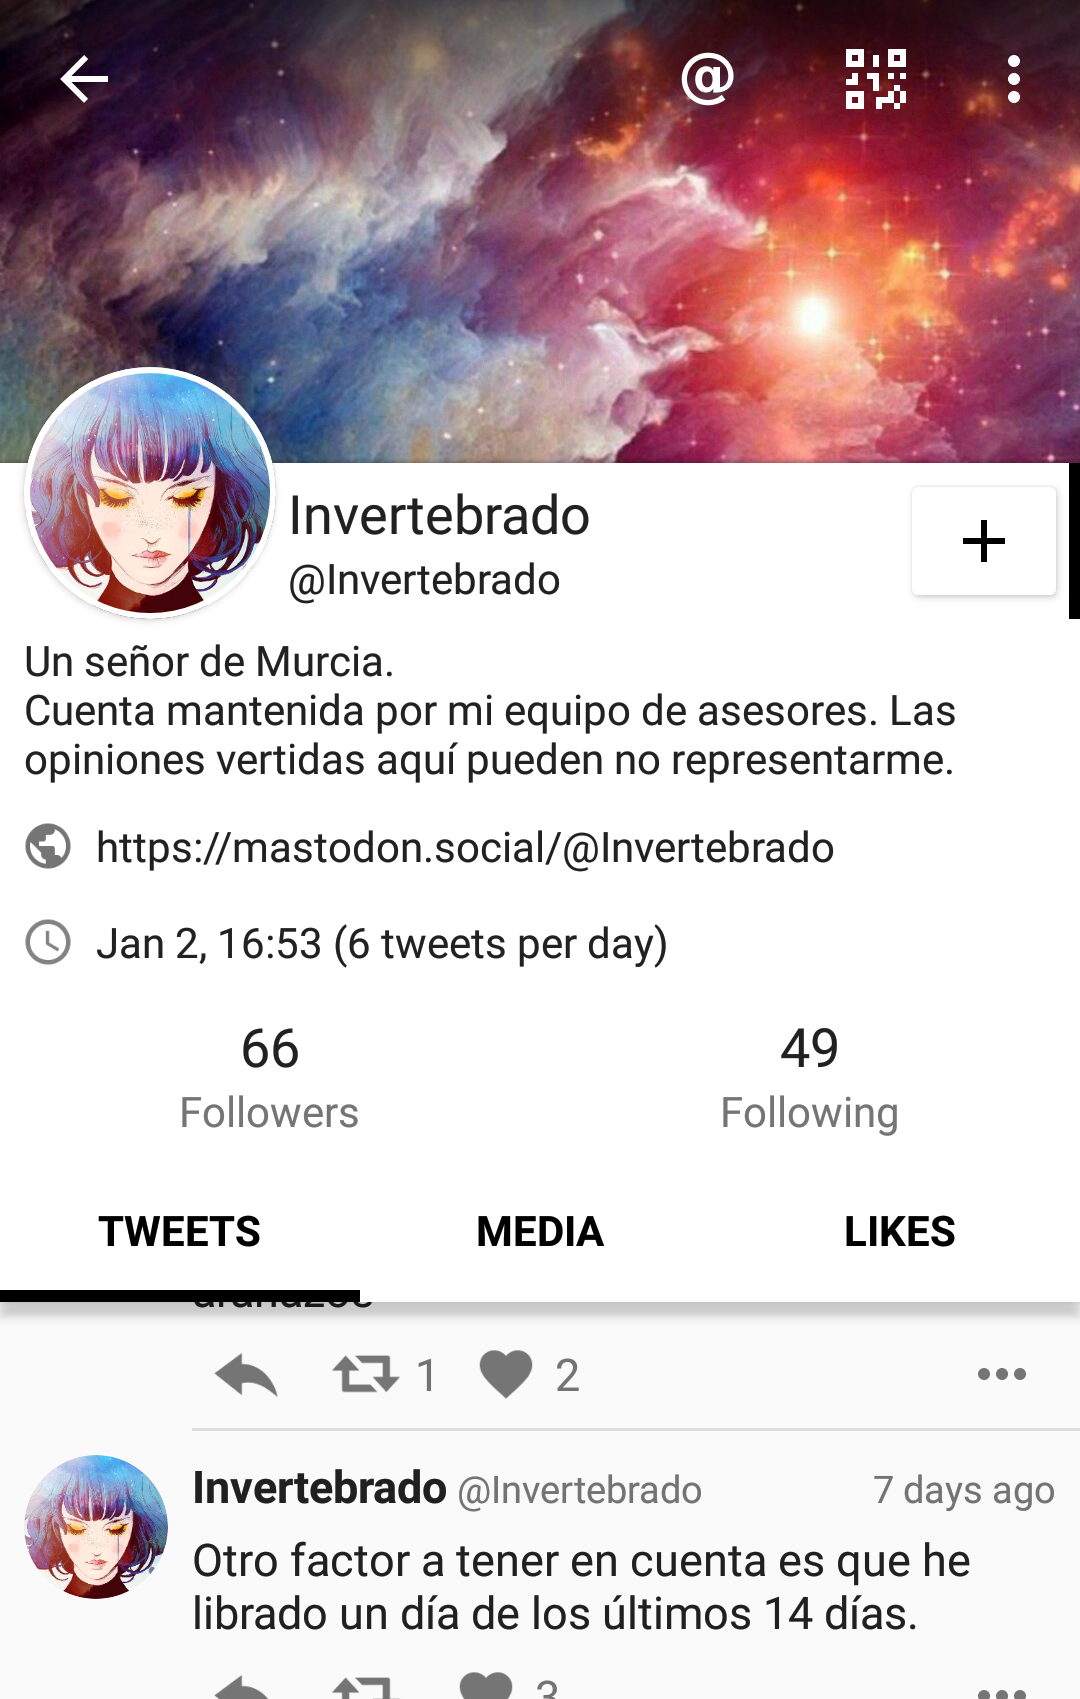 @
Invertebrado
@Invertebrado
Un señor de Murcia.
Cuenta mantenida por mi equipo de asesores. Las
opiniones vertidas aquí pueden no representarme.
https://mastodon.social/@Invertebrado
Jan 2, 16:53 (6 tweets per day)
66
Followers
49
Following
TWEETS MEDIA LIKES
1 2
Invertebrado @Invertebrado 7 days ago
Otro factor a tener en cuenta es que he
librado un día de los últimos 14 días.
3